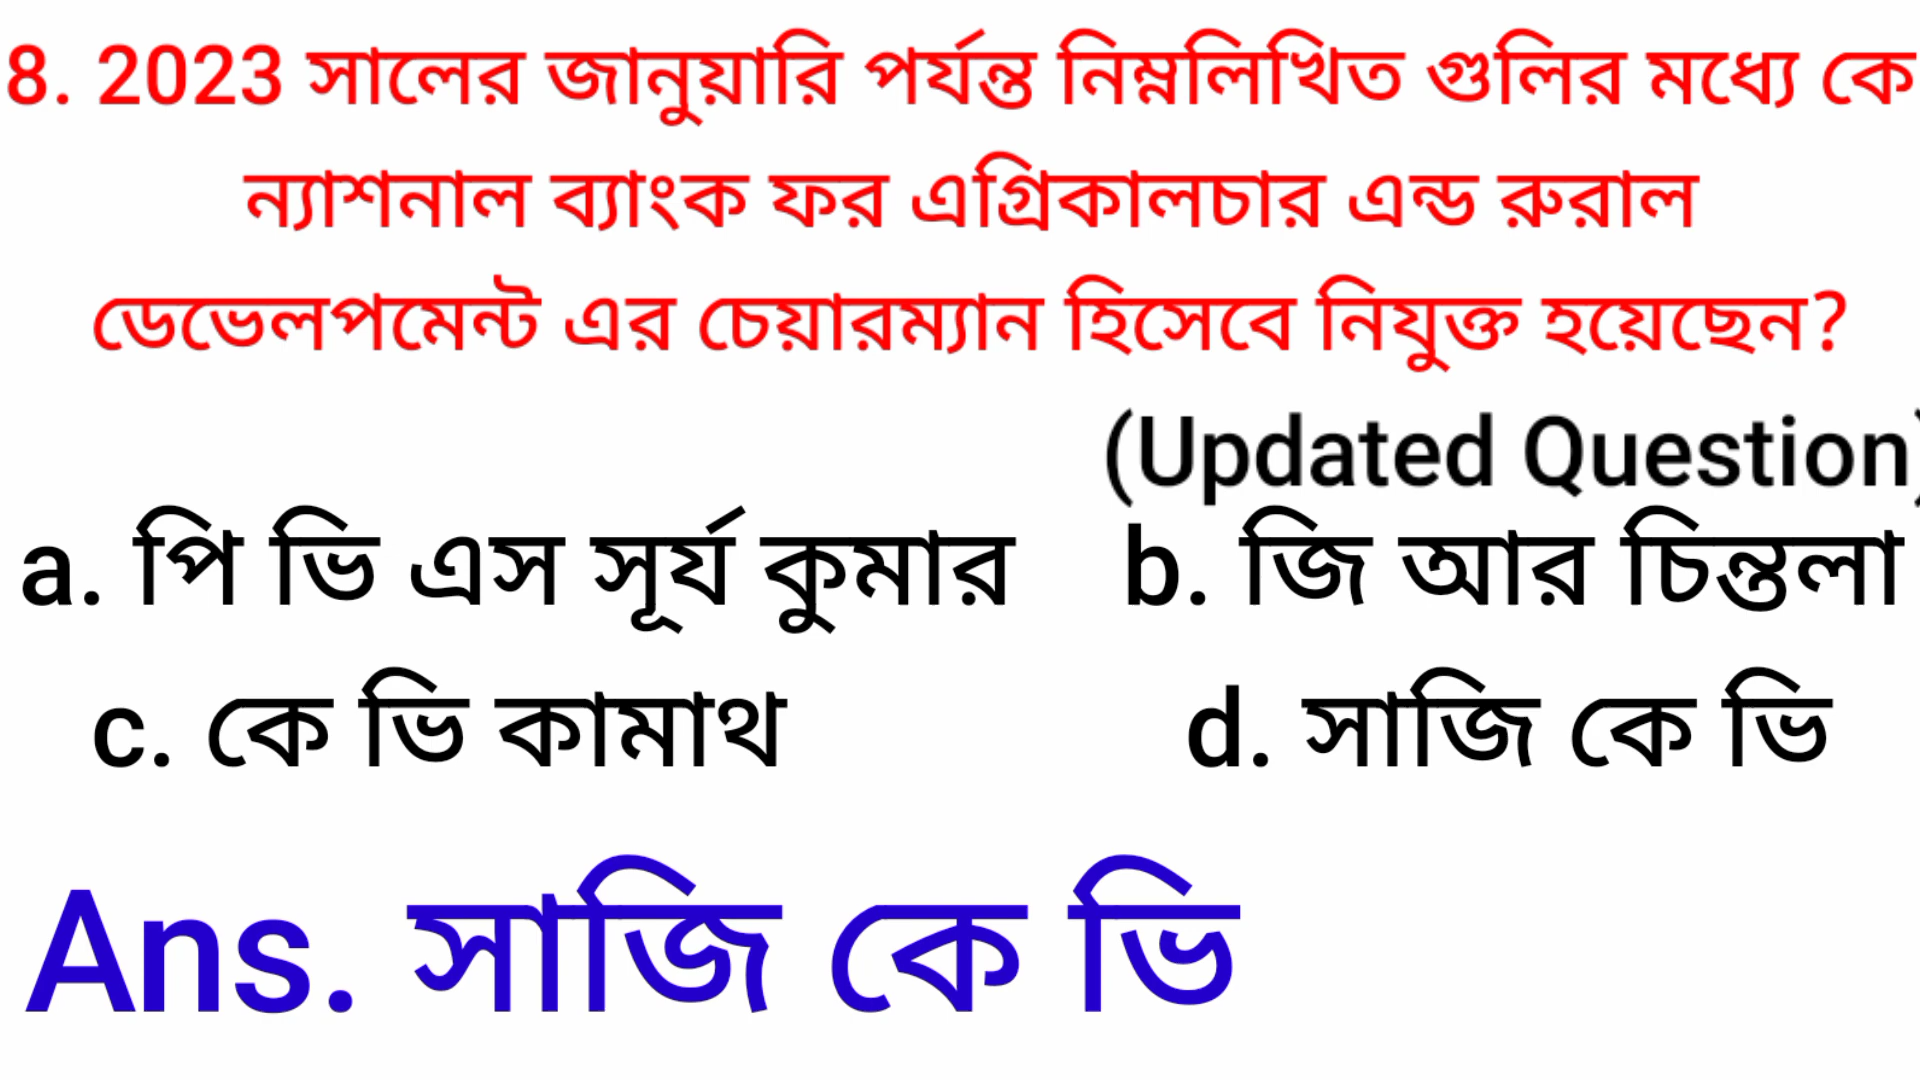 8. 2023 সালের জানুয়ারি পর্যন্ত নিম্নলিখিত গুলির মধ্যে কে
ন্যাশনাল ব্যাংক ফর এগ্রিকালচার এন্ড রুরাল
ডেভেলপমেন্ট এর চেয়ারম্যান হিসেবে নিযুক্ত হয়েছেন?
(Updated Question)
a. পি ভি এস সূর্য কুমার b. জি আর চিন্তলা
c. কে ভি কামাথ d. সাজি কে ভি
Ans. সাজি কে ভি